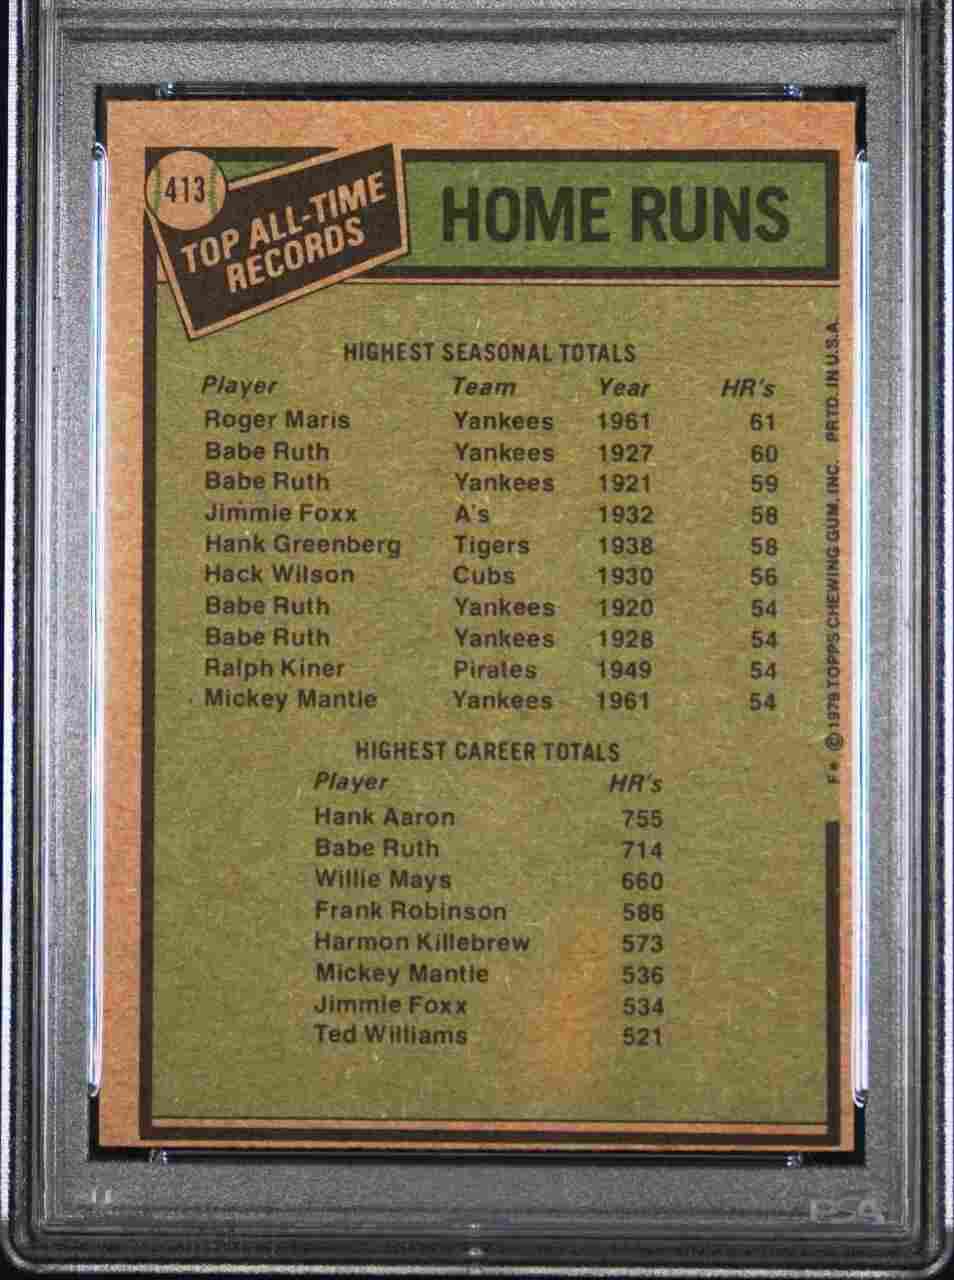 413
TOP ALL-TIME
RECORDS
HOME RUNS
HIGHEST SEASONAL TOTALS
Player Team Year HR's
Roger Maris Yankees 1961 61
Babe Ruth Yankees 1927 60
Babe Ruth Yankees 1921 59
Jimmie Foxx A's 1932 58
Hank Greenberg Tigers 1938 58
Hack Wilson Cubs 1930 56
Babe Ruth Yankees 1920 54
Babe Ruth Yankees 1928 54
Ralph Kiner Pirates 1949 54
Mickey Mantle Yankees 1961 54
HIGHEST CAREER TOTALS
Player HR's
Hank Aaron 755
Babe Ruth 714
Willie Mays 660
Frank Robinson 586
Harmon Killebrew 573
Mickey Mantle 536
Jimmie Foxx 534
Ted Williams 521
F* © 1979 TOPPS CHEWING GUM, INC. PRTD. IN U.S.A.
PSA